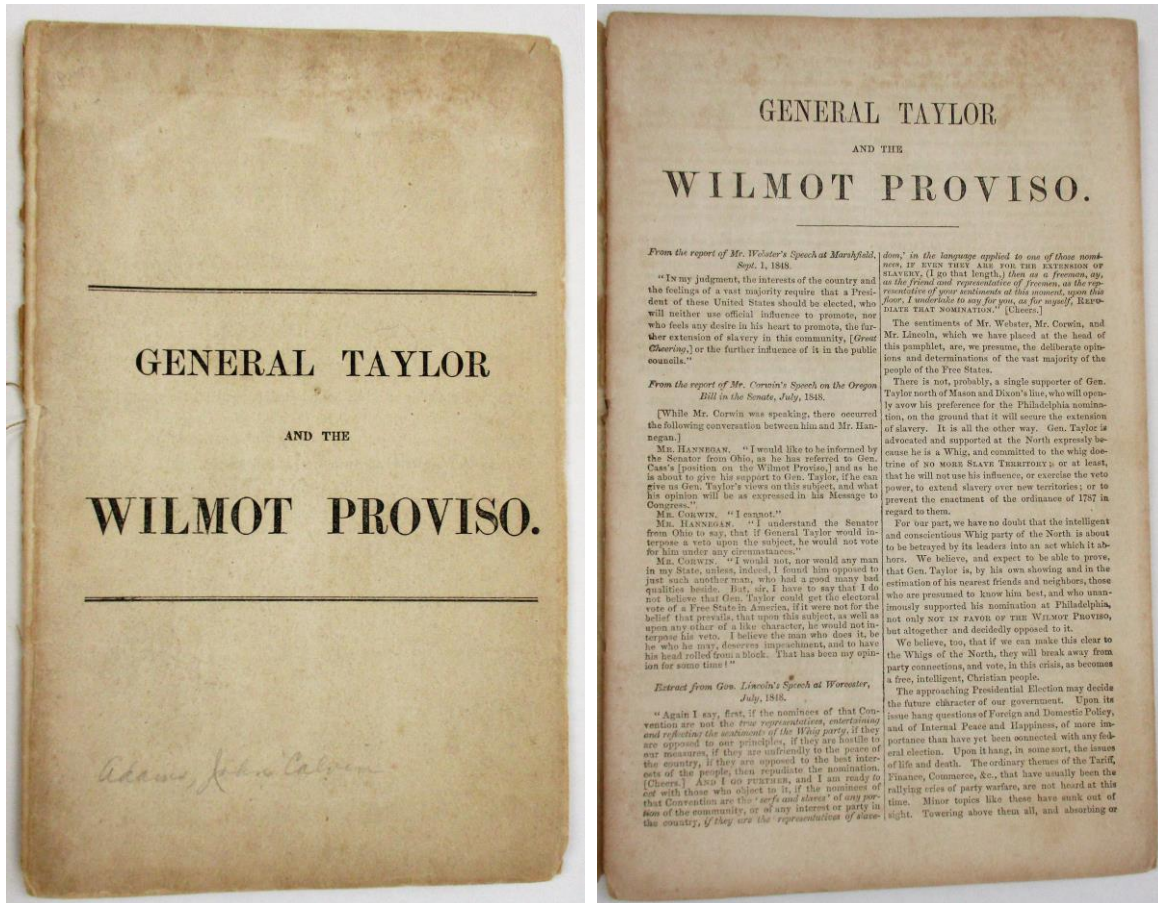 GENERAL TAYLOR
AND THE
WILMOT PROVISO.
Adams, John Calvin
GENERAL TAYLOR
AND THE
WILMOT PROVISO.
From the report of Mr. Webster's Speech at Marshfield,
Sept. 1, 1848.
"In my judgment, the interests of the country and
the feelings of a vast majority require that a Presi-
dent of these United States should be elected, who
will neither use official influence to promote, nor
who feels any desire in his heart to promote, the fur-
ther extension of slavery in this community, [Great
Cheering,] or the further influence of it in the public
councils."
From the report of Mr. Corwin's Speech on the Oregon
Bill in the Senate, July, 1848.
[While Mr. Corwin was speaking, there occurred
the following conversation between him and Mr. Han-
negan.]
Mr. Hannegan. "I would like to be informed by
the Senator from Ohio, as he has referred to Gen.
Cass's [position on the Wilmot Proviso,] and as he
is about to give his support to Gen. Taylor, if he can
give us Gen. Taylor's views on this subject, and what
his opinion will be as expressed in his Message to
Congress."
Mr. Corwin. "I cannot."
Mr. Hannegan. "I understand the Senator
from Ohio to say, that if General Taylor would in-
terpose a veto upon the subject, he would not vote
for him under any circumstances."
Mr. Corwin. "I would not, nor would any man
in my State, unless, indeed, I found him opposed to
just such another man, who had a good many bad
qualities beside. But, sir, I have to say that I do
not believe that Gen. Taylor could get the electoral
vote of a Free State in America, if it were not for the
belief that prevails, that upon this subject, as well as
upon any other of a like character, he would not in-
terpose his veto. I believe the man who does it, be
he who he may, deserves impeachment, and to have
his head rolled from a block. That has been my opin-
ion for some time!"
Extract from Gov. Lincoln's Speech at Worcester,
July, 1848.
"Again I say, first, if the nominees of that Con-
vention are not the true representatives, entertaining
and reflecting the sentiments of the Whig party, if they
are opposed to our principles, if they are hostile to
our measures, if they are unfriendly to the peace of
the country, if they are opposed to the best inter-
ests of the people, then repudiate the nomination.
[Cheers.] AND I GO FURTHER, and I am ready to
act with those who object to it, if the nominees of
that Convention are the 'serfs and slaves' of any por-
tion of the community, or of any interest or party in
the country, if they are the 'representatives of slave-
dom,' in the language applied to one of those nomi-
nees, IF EVEN THEY ARE FOR THE EXTENSION OF
SLAVERY, (I go that length,) then as a freeman, ay,
as the friend and representative of freemen, as the rep-
resentative of your sentiments at this moment, upon this
floor, I undertake to say for you, as for myself, REPU-
DIATE THAT NOMINATION." [Cheers.]
The sentiments of Mr. Webster, Mr. Corwin, and
Mr. Lincoln, which we have placed at the head of
this pamphlet, are, we presume, the deliberate opin-
ions and determinations of the vast majority of the
people of the Free States.
There is not, probably, a single supporter of Gen.
Taylor north of Mason and Dixon's line, who will open-
ly avow his preference for the Philadelphia nomina-
tion, on the ground that it will secure the extension
of slavery. It is all the other way. Gen. Taylor is
advocated and supported at the North expressly be-
cause he is a Whig, and committed to the whig doc-
trine of NO MORE SLAVE TERRITORY; or at least,
that he will not use his influence, or exercise the veto
power, to extend slavery over new territories; or to
prevent the enactment of the ordinance of 1787 in
regard to them.
For our part, we have no doubt that the intelligent
and conscientious Whig party of the North is about
to be betrayed by its leaders into an act which it ab-
hors. We believe, and expect to be able to prove,
that Gen. Taylor is, by his own showing and in the
estimation of his nearest friends and neighbors, those
who are presumed to know him best, and who unan-
imously supported his nomination at Philadelphia,
not only NOT IN FAVOR OF THE WILMOT PROVISO,
but altogether and decidedly opposed to it.
We believe, too, that if we can make this clear to
the Whigs of the North, they will break away from
party connections, and vote, in this crisis, as becomes
a free, intelligent, Christian people.
The approaching Presidential Election may decide
the future character of our government. Upon its
issue hang questions of Foreign and Domestic Policy,
and of Internal Peace and Happiness, of more im-
portance than have yet been connected with any fed-
eral election. Upon it hang, in some sort, the issues
of life and death. The ordinary themes of the Tariff,
Finance, Commerce, &c., that have usually been the
rallying cries of party warfare, are not heard at this
time. Minor topics like these have sunk out of
sight. Towering above them all, and absorbing or